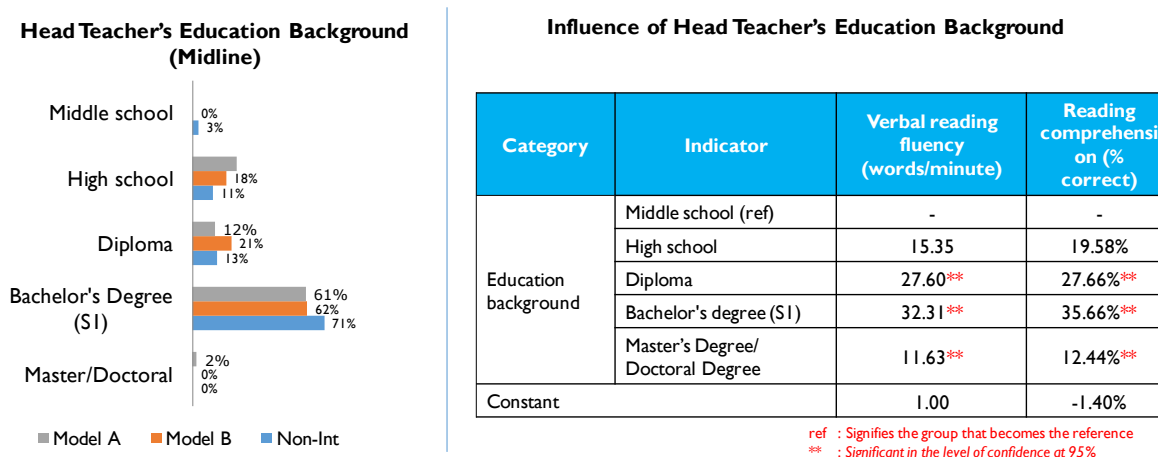 Head Teacher's Education Background
(Midline)
Middle school
0%
3%
High school
18%
11%
Diploma
12%
21%
13%
Bachelor's Degree
(S1)
61%
62%
71%
Master/Doctoral
2%
0%
0%
Model A Model B Non-Int
Influence of Head Teacher's Education Background
Category Indicator Verbal reading fluency (words/minute) Reading comprehensi on (% correct)
Education background
Middle school (ref) - -
High school 15.35 19.58%
Diploma 27.60** 27.66%**
Bachelor's degree (S1) 32.31** 35.66%**
Master's Degree/ Doctoral Degree 11.63** 12.44%**
Constant 1.00 -1.40%
ref : Signifies the group that becomes the reference
** : Significant in the level of confidence at 95%